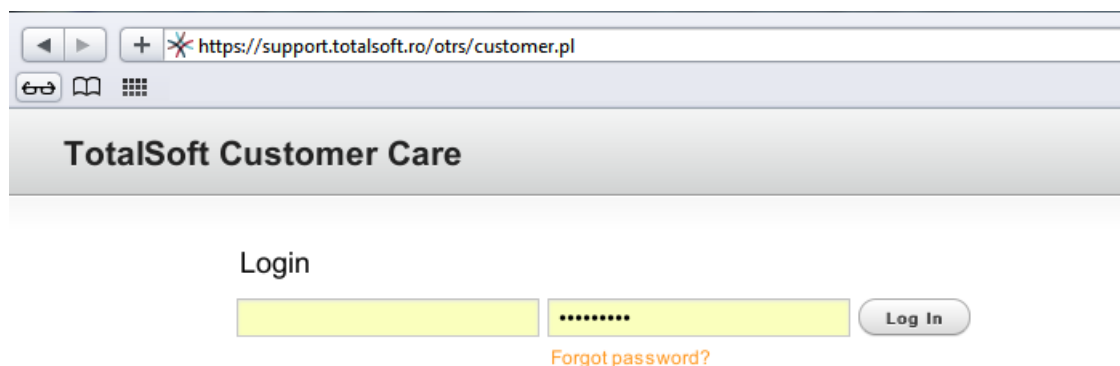 https://support.totalsoft.ro/otrs/customer.pl
TotalSoft Customer Care
Login
••••••••• Log In
Forgot password?